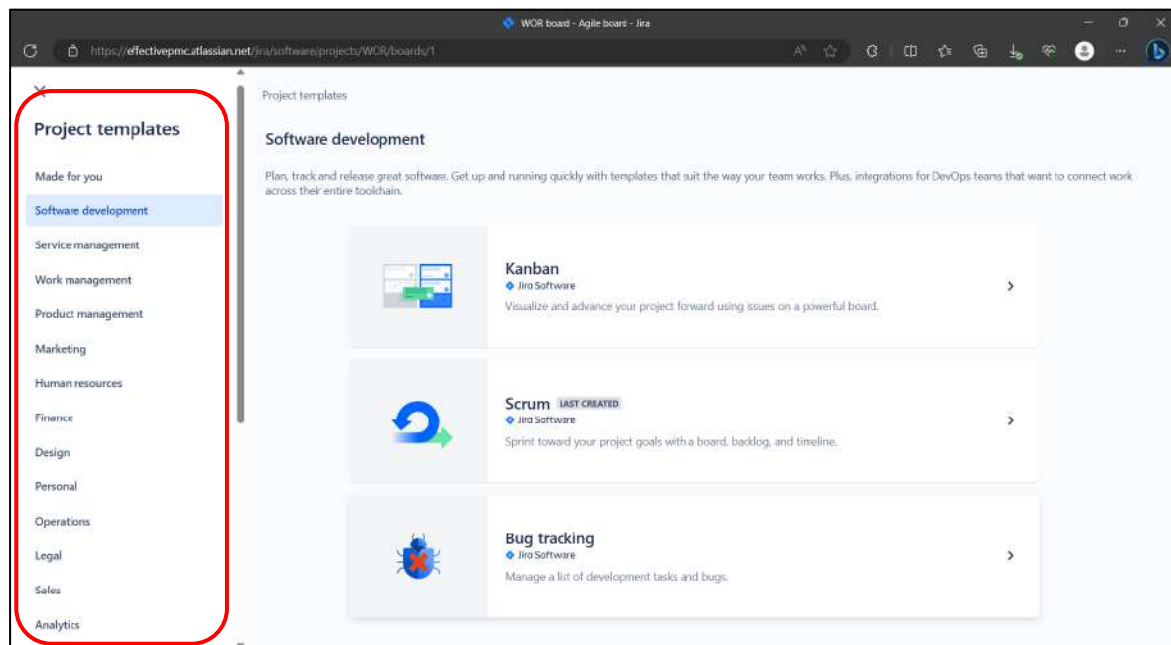 WOR board - Agile board - Jira
https://effectivepmc.atlassian.net/jira/software/projects/WOR/boards/1
Project templates
Made for you
Software development
Service management
Work management
Product management
Marketing
Human resources
Finance
Design
Personal
Operations
Legal
Sales
Analytics
Project templates
Software development
Plan, track and release great software. Get up and running quickly with templates that suit the way your team works. Plus, integrations for DevOps teams that want to connect work
across their entire toolchain.
Kanban
Jira Software
Visualize and advance your project forward using issues on a powerful board.
Scrum LAST CREATED
Jira Software
Sprint toward your project goals with a board, backlog, and timeline.
Bug tracking
Jira Software
Manage a list of development tasks and bugs.